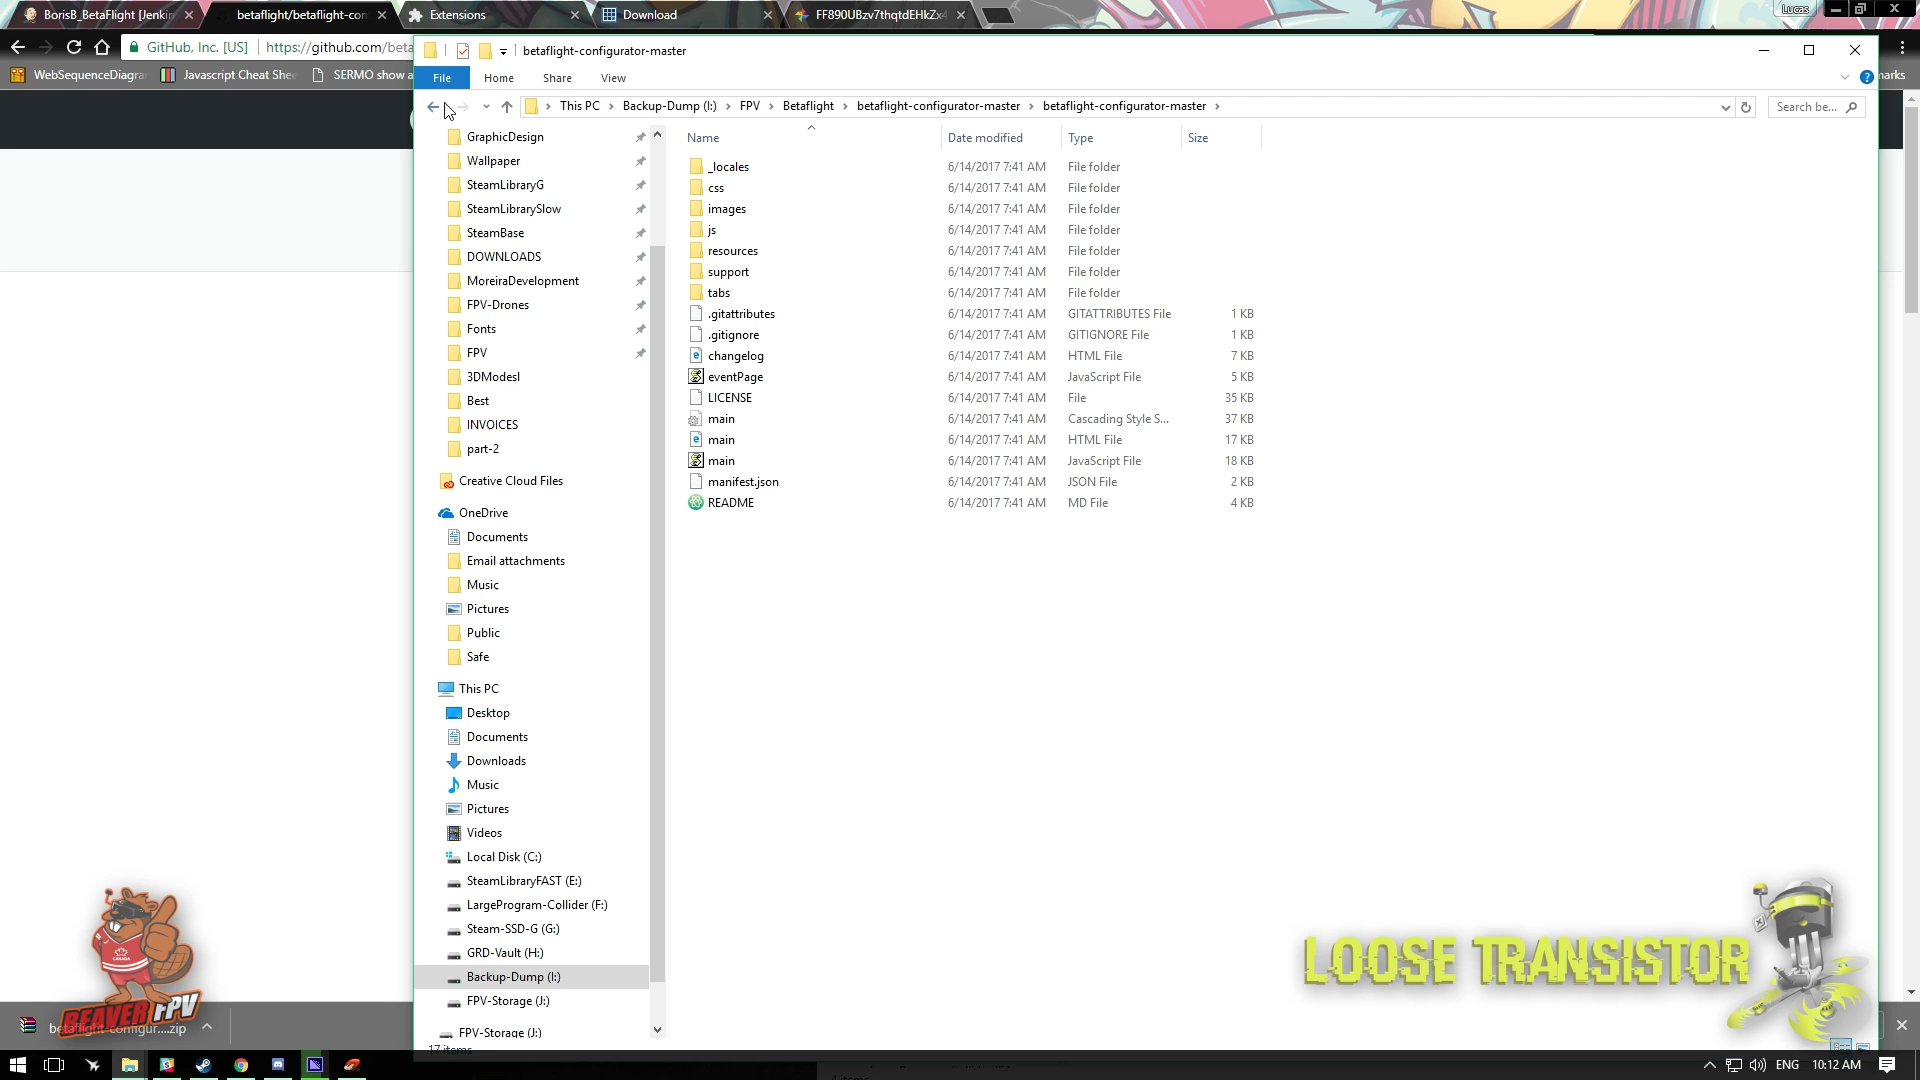 BorisB_BetaFlight [Jenkin
betaflight/betaflight-con
Extensions
Download
FF890UBzv7thqtdEHkZx4
Lucas
GitHub, Inc. [US]
https://github.com/beta
WebSequenceDiagra
Javascript Cheat She
SERMO show a
marks
betaflight-configurator-master
File
Home
Share
View
This PC
Backup-Dump (I:)
FPV
Betaflight
betaflight-configurator-master
betaflight-configurator-master
Search be...
GraphicDesign
Wallpaper
SteamLibraryG
SteamLibrarySlow
SteamBase
DOWNLOADS
MoreiraDevelopment
FPV-Drones
Fonts
FPV
3DModesl
Best
INVOICES
part-2
Creative Cloud Files
OneDrive
Documents
Email attachments
Music
Pictures
Public
Safe
This PC
Desktop
Documents
Downloads
Music
Pictures
Videos
Local Disk (C:)
SteamLibraryFAST (E:)
LargeProgram-Collider (F:)
Steam-SSD-G (G:)
GRD-Vault (H:)
Backup-Dump (I:)
FPV-Storage (J:)
FPV-Storage (J:)
17 items
Name Date modified Type Size
_locales 6/14/2017 7:41 AM File folder
css 6/14/2017 7:41 AM File folder
images 6/14/2017 7:41 AM File folder
js 6/14/2017 7:41 AM File folder
resources 6/14/2017 7:41 AM File folder
support 6/14/2017 7:41 AM File folder
tabs 6/14/2017 7:41 AM File folder
.gitattributes 6/14/2017 7:41 AM GITATTRIBUTES File 1 KB
.gitignore 6/14/2017 7:41 AM GITIGNORE File 1 KB
changelog 6/14/2017 7:41 AM HTML File 7 KB
eventPage 6/14/2017 7:41 AM JavaScript File 5 KB
LICENSE 6/14/2017 7:41 AM File 35 KB
main 6/14/2017 7:41 AM Cascading Style S... 37 KB
main 6/14/2017 7:41 AM HTML File 17 KB
main 6/14/2017 7:41 AM JavaScript File 18 KB
manifest.json 6/14/2017 7:41 AM JSON File 2 KB
README 6/14/2017 7:41 AM MD File 4 KB
CANADA
BEAVER FPV
betaflight-configur....zip
LOOSE TRANSISTOR
ENG
10:12 AM